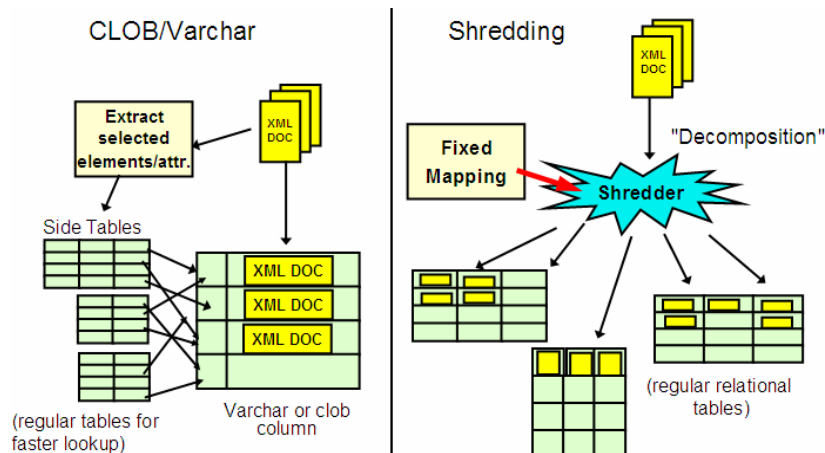 CLOB/Varchar
XML
DOC
Extract
selected
elements/attr.
Side Tables
XML DOC
XML DOC
XML DOC
(regular tables for
faster lookup)
Varchar or clob
column
Shredding
XML
DOC
"Decomposition"
Fixed
Mapping
Shredder
(regular relational
tables)